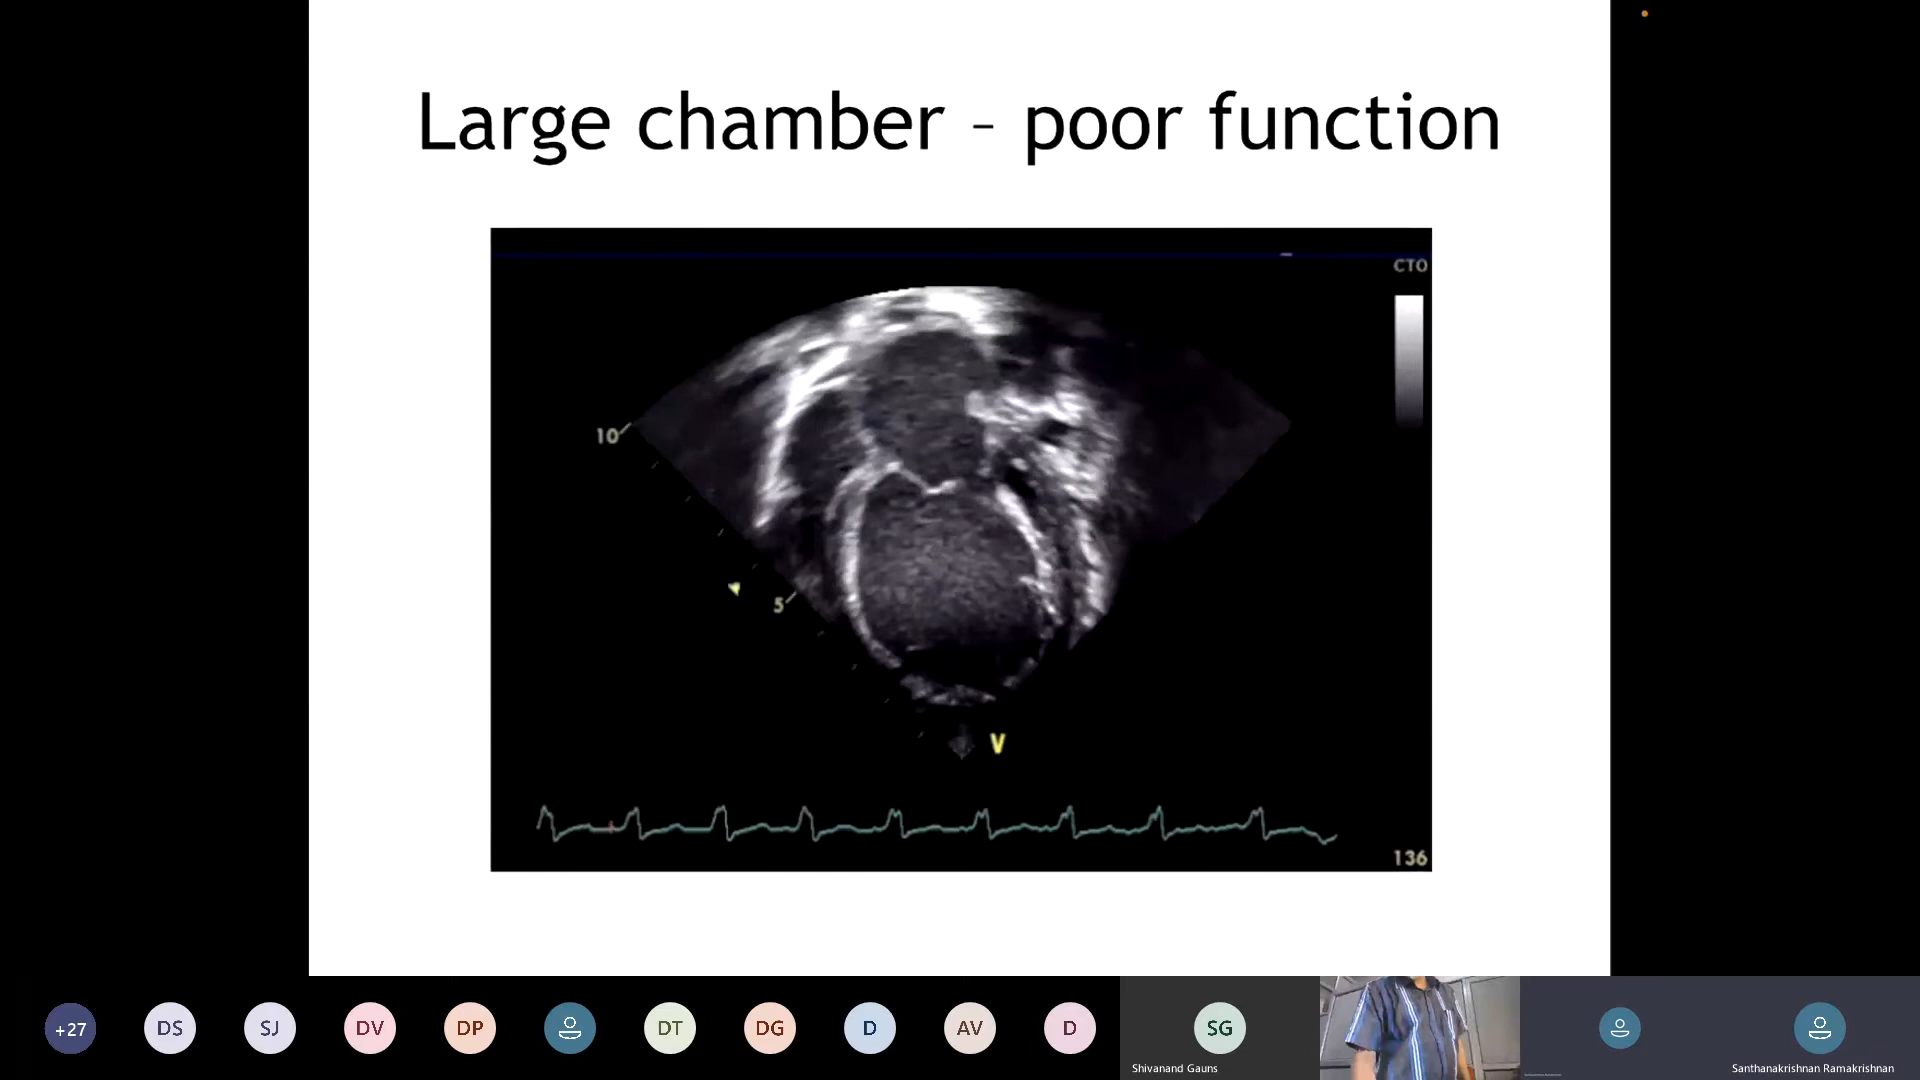 Large chamber – poor function
CTO
10
5
V
136
+27
DS
SJ
DV
DP
DT
DG
D
AV
D
SG
Shivanand Gauns
Santhanakrishnan Ramakrishnan